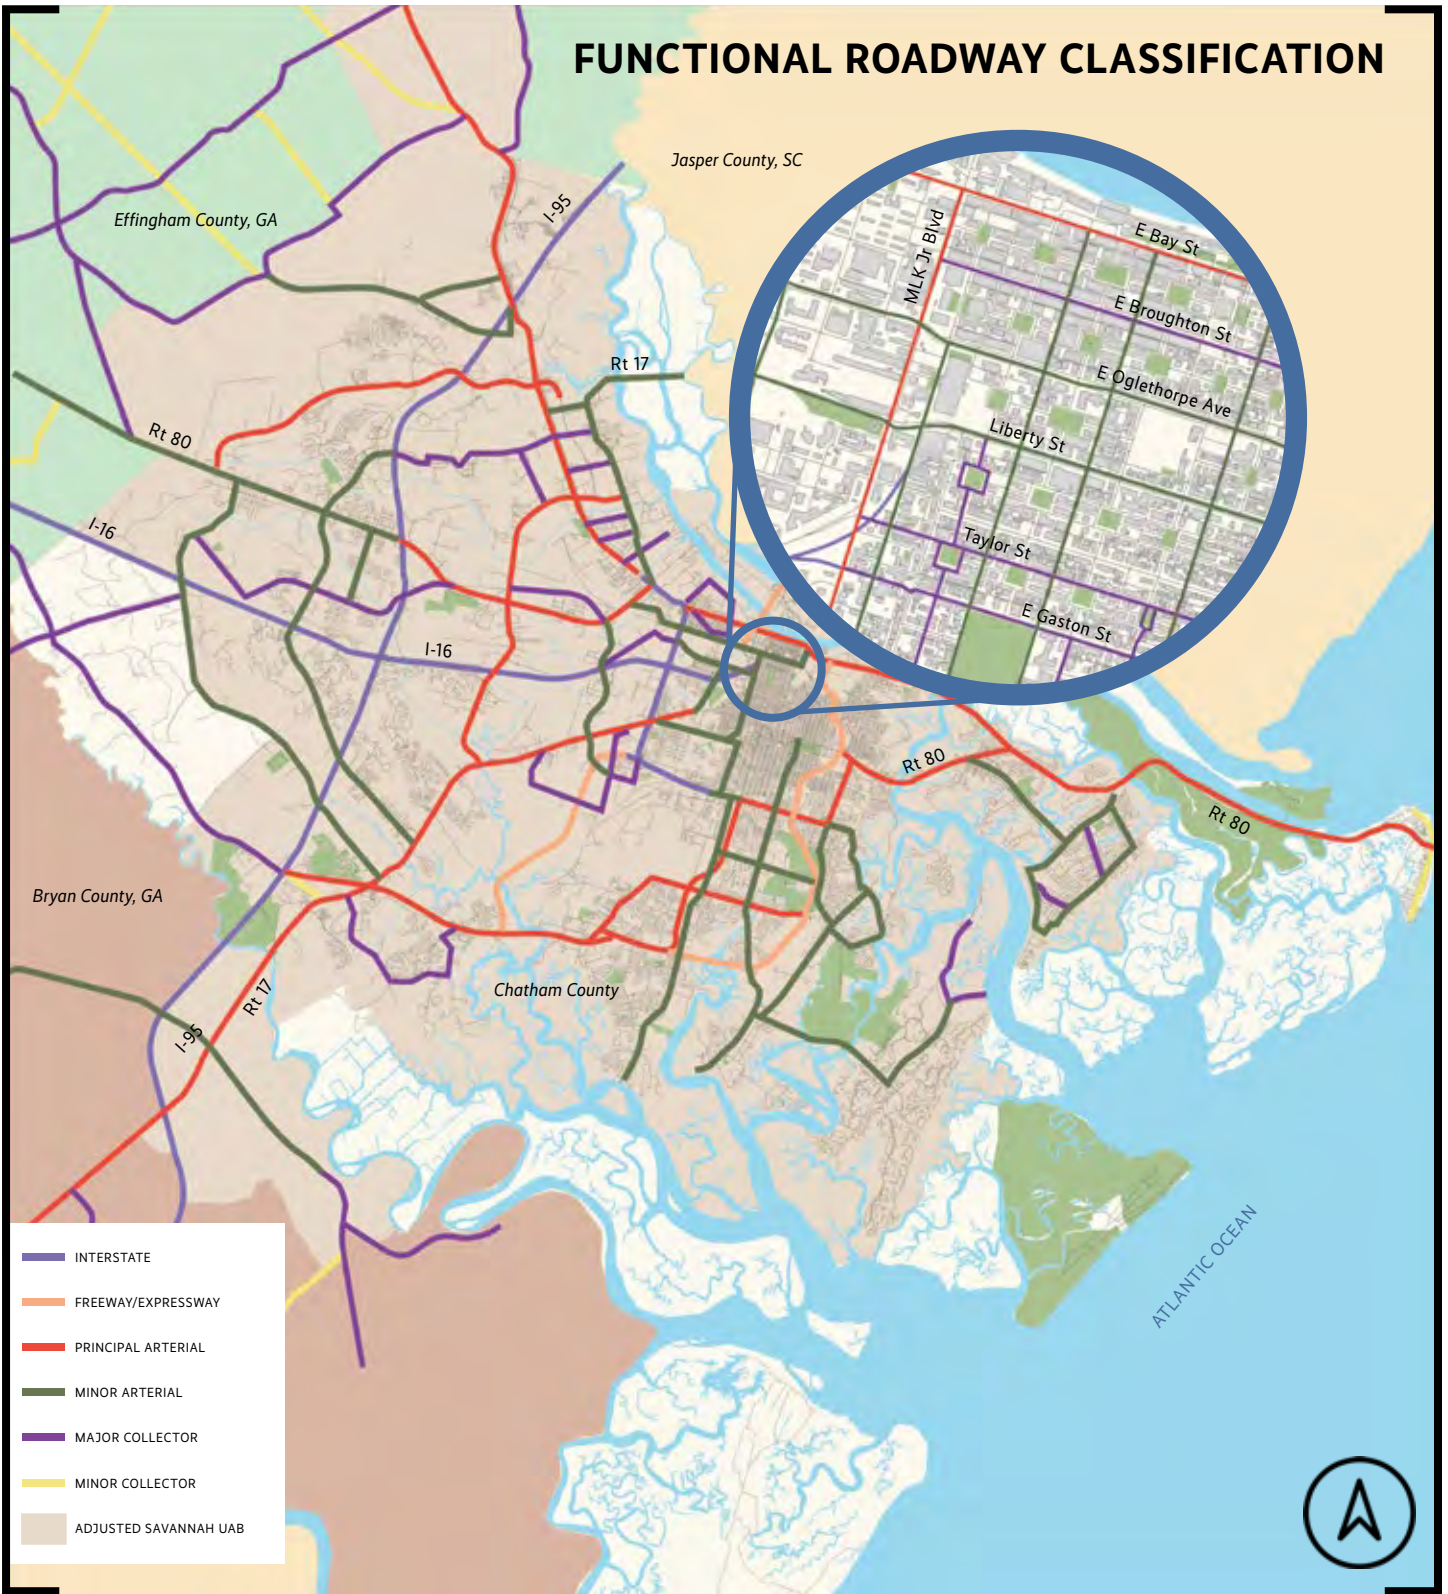 FUNCTIONAL ROADWAY CLASSIFICATION
Jasper County, SC
I-95
Effingham County, GA
MLK Jr Blvd
E Bay St
E Broughton St
Rt 17
E Oglethorpe Ave
Rt 80
Liberty St
I-16
Taylor St
E Gaston St
I-16
Rt 80
Rt 80
Bryan County, GA
Chatham County
Rt 17
I-95
ATLANTIC OCEAN
INTERSTATE
FREEWAY/EXPRESSWAY
PRINCIPAL ARTERIAL
MINOR ARTERIAL
MAJOR COLLECTOR
MINOR COLLECTOR
ADJUSTED SAVANNAH UAB